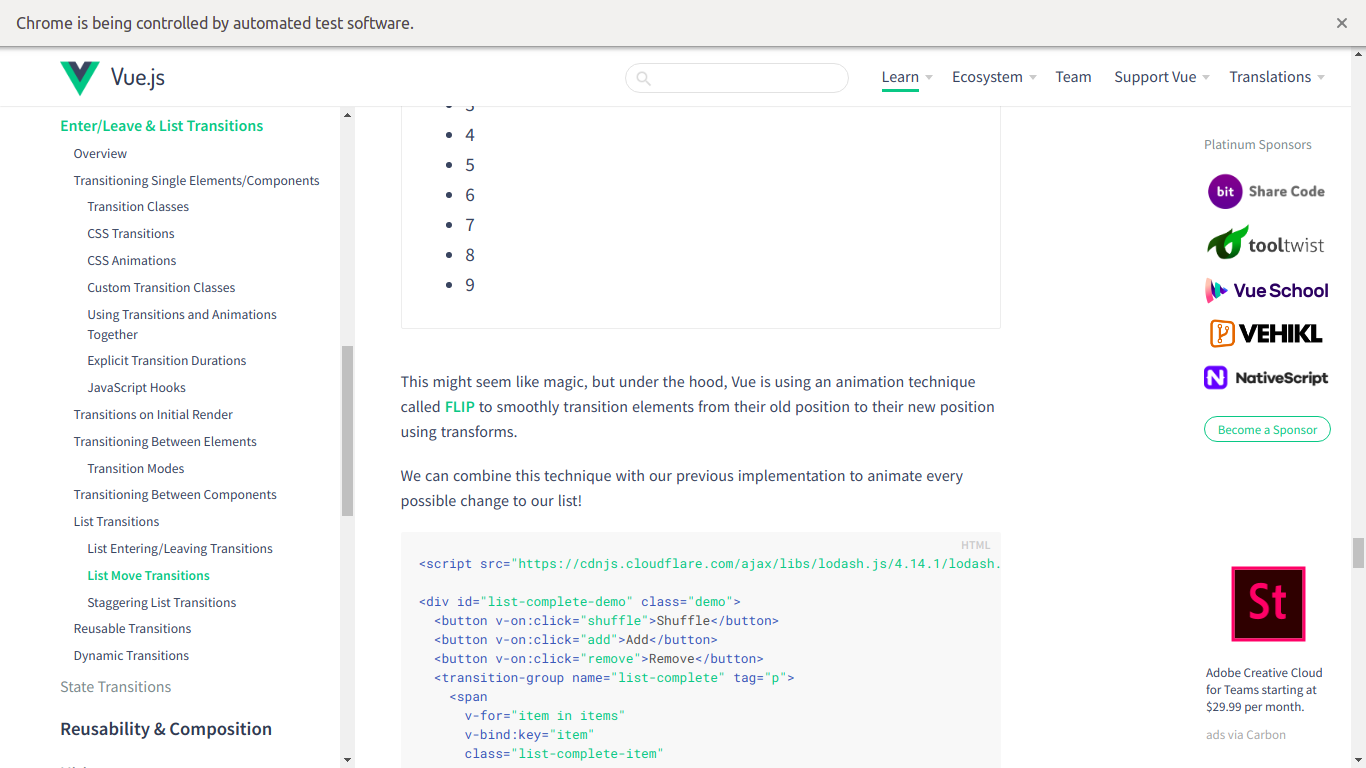 Chrome is being controlled by automated test software.
Vue.js
Learn
Ecosystem
Team
Support Vue
Translations
Enter/Leave & List Transitions
Overview
Transitioning Single Elements/Components
Transition Classes
CSS Transitions
CSS Animations
Custom Transition Classes
Using Transitions and Animations
Together
Explicit Transition Durations
JavaScript Hooks
Transitions on Initial Render
Transitioning Between Elements
Transition Modes
Transitioning Between Components
List Transitions
List Entering/Leaving Transitions
List Move Transitions
Staggering List Transitions
Reusable Transitions
Dynamic Transitions
State Transitions
Reusability & Composition
4
5
6
7
8
9
This might seem like magic, but under the hood, Vue is using an animation technique
called FLIP to smoothly transition elements from their old position to their new position
using transforms.
We can combine this technique with our previous implementation to animate every
possible change to our list!
HTML
<script src="https://cdnjs.cloudflare.com/ajax/libs/lodash.js/4.14.1/lodash.
<div id="list-complete-demo" class="demo">
<button v-on:click="shuffle">Shuffle</button>
<button v-on:click="add">Add</button>
<button v-on:click="remove">Remove</button>
<transition-group name="list-complete" tag="p">
<span
v-for="item in items"
v-bind:key="item"
class="list-complete-item"
Platinum Sponsors
bit Share Code
tooltwist
Vue School
VEHIKL
NativeScript
Become a Sponsor
St
Adobe Creative Cloud
for Teams starting at
$29.99 per month.
ads via Carbon